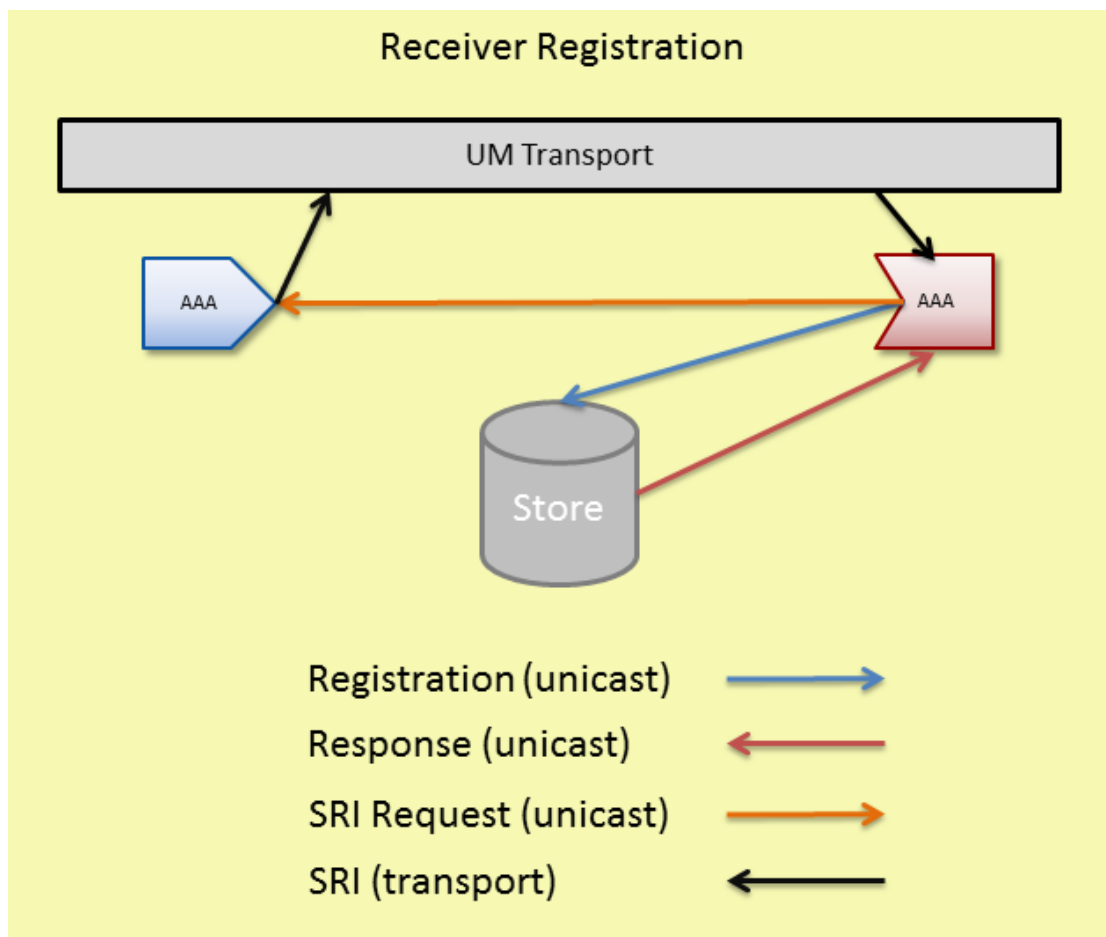 Receiver Registration
UM Transport
AAA
AAA
Store
Registration (unicast)
Response (unicast)
SRI Request (unicast)
SRI (transport)